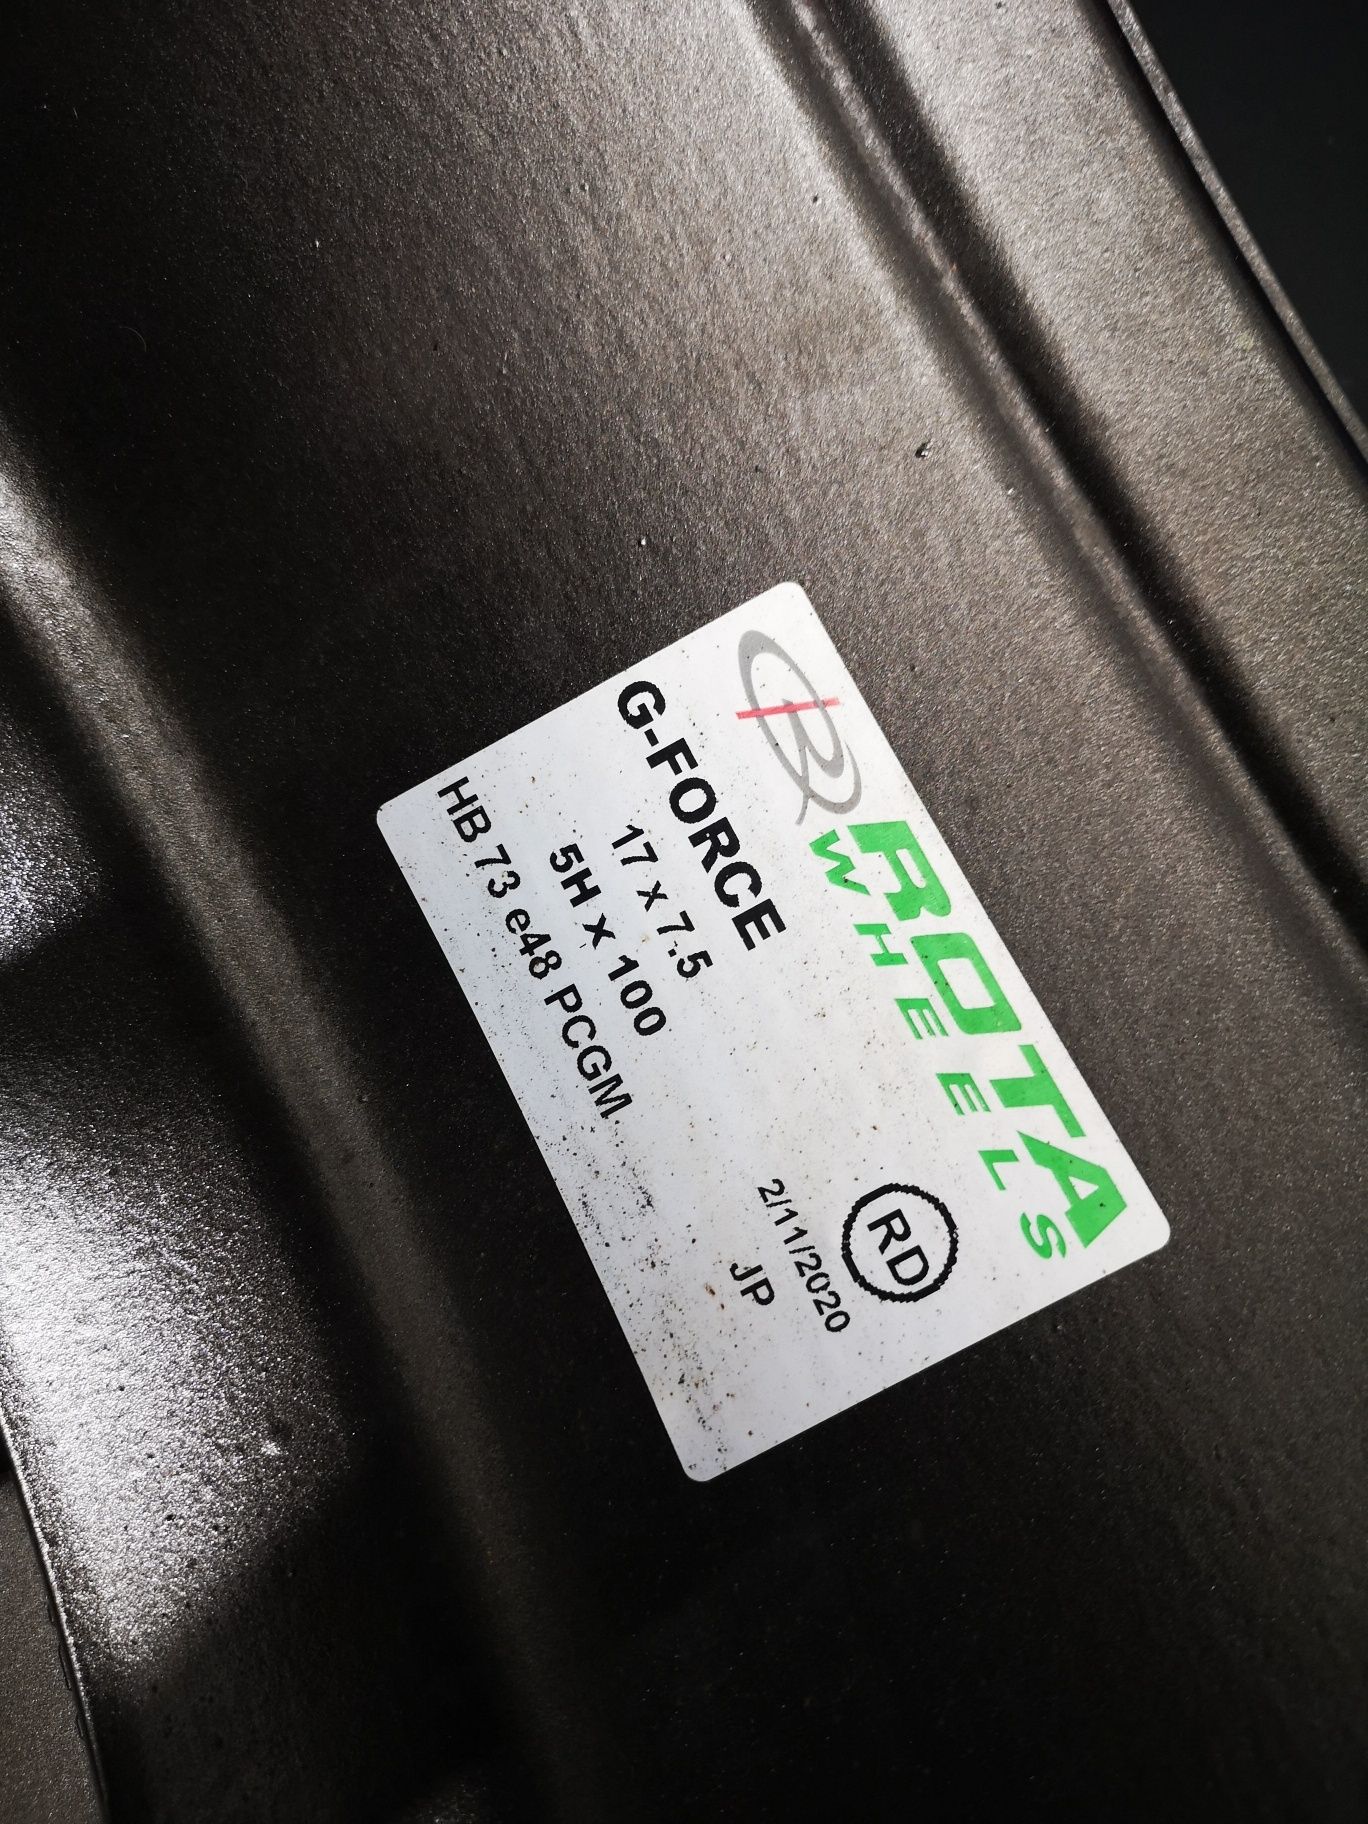 ROTA
WHEELS
G-FORCE
17 x 7.5
5H x 100
HB 73 e48 PCGM
RD
2/11/2020
JP